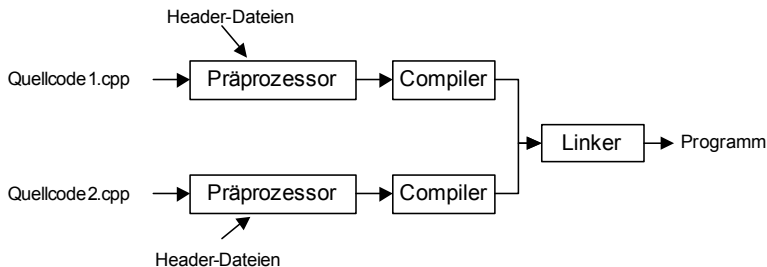 Header-Dateien
Quellcode1.cpp
Präprozessor
Compiler
Linker
Programm
Quellcode2.cpp
Präprozessor
Compiler
Header-Dateien